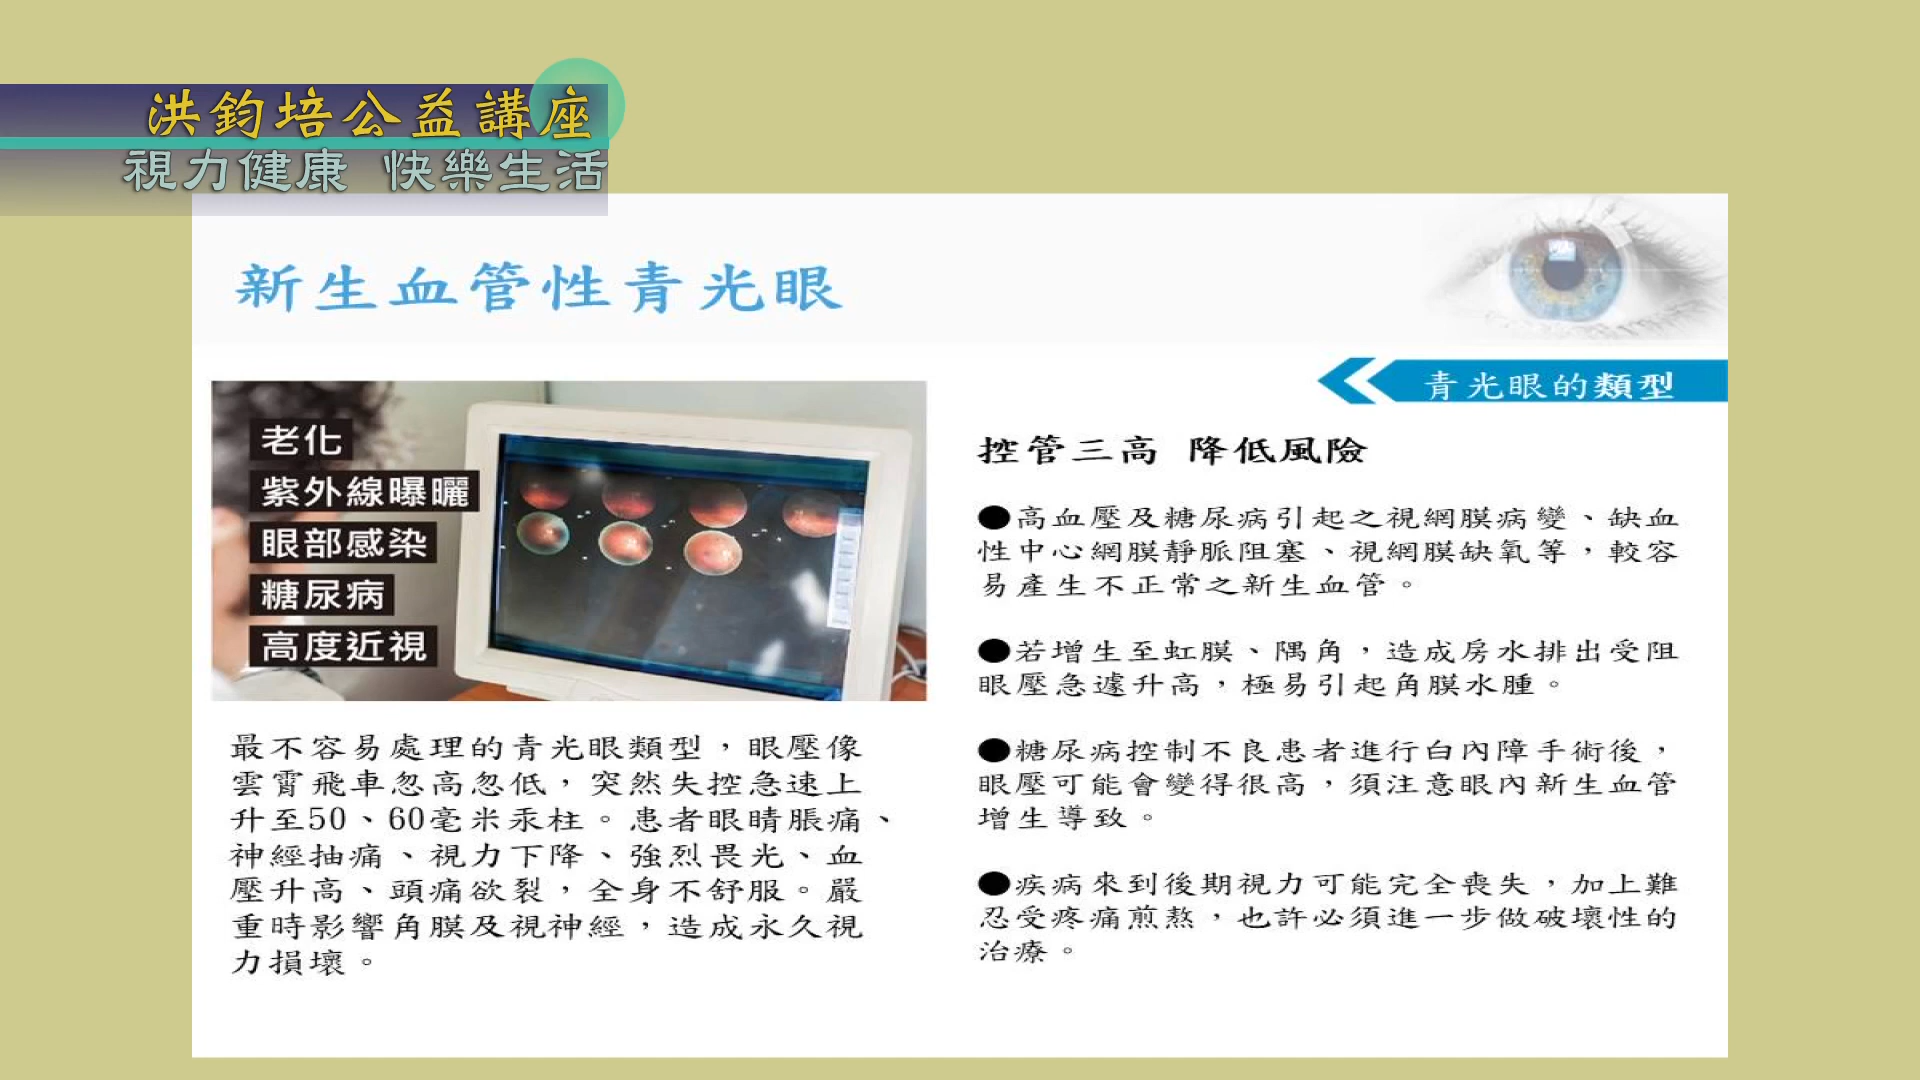 洪鈞培公益講座
視力健康 快樂生活
新生血管性青光眼
青光眼的類型
老化
紫外線曝曬
眼部感染
糖尿病
高度近視
最不容易處理的青光眼類型，眼壓像
雲霄飛車忽高忽低，突然失控急速上
升至50、60毫米汞柱。患者眼睛脹痛、
神經抽痛、視力下降、強烈畏光、血
壓升高、頭痛欲裂，全身不舒服。嚴
重時影響角膜及視神經，造成永久視
力損壞。
控管三高 降低風險
●高血壓及糖尿病引起之視網膜病變、缺血
性中心網膜靜脈阻塞、視網膜缺氧等，較容
易產生不正常之新生血管。
●若增生至虹膜、隅角，造成房水排出受阻
眼壓急遽升高，極易引起角膜水腫。
●糖尿病控制不良患者進行白內障手術後，
眼壓可能會變得很高，須注意眼內新生血管
增生導致。
●疾病來到後期視力可能完全喪失，加上難
忍受疼痛煎熬，也許必須進一步做破壞性的
治療。